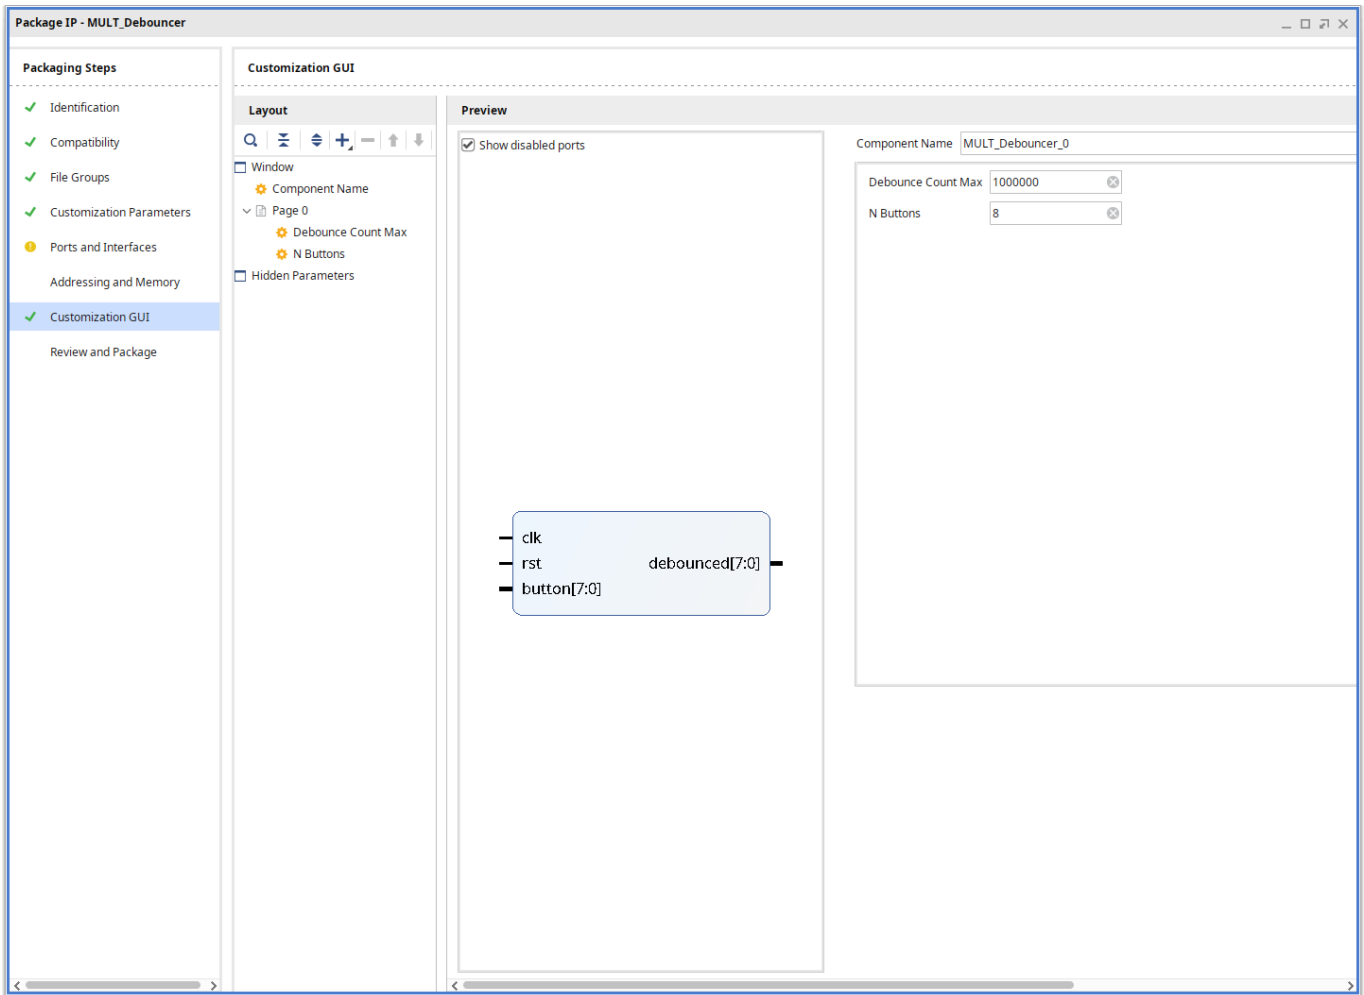 Package IP - MULT_Debouncer
Packaging Steps
Identification
Compatibility
File Groups
Customization Parameters
Ports and Interfaces
Addressing and Memory
Customization GUI
Review and Package
Customization GUI
Layout
Window
Component Name
Page 0
Debounce Count Max
N Buttons
Hidden Parameters
Preview
Show disabled ports
clk
rst
button[7:0]
debounced[7:0]
Component Name MULT_Debouncer_0
Debounce Count Max 1000000
N Buttons 8